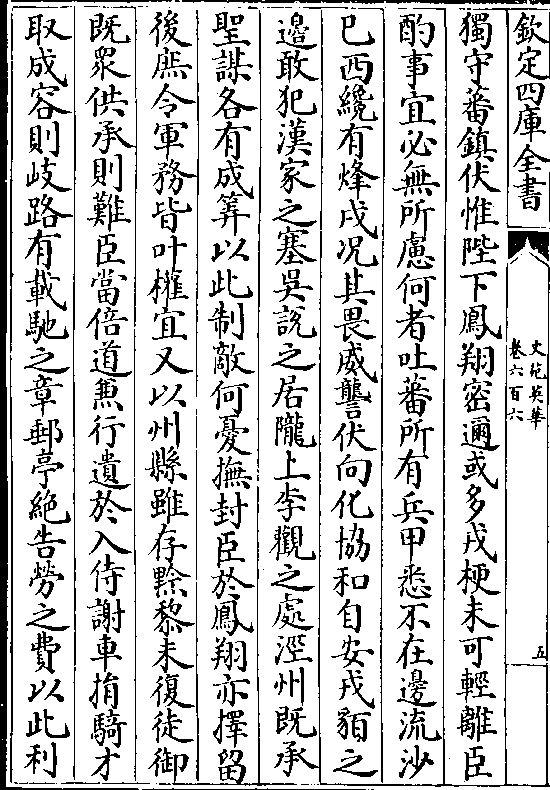 欽定四庫全書
文苑英華
卷六百六
五
獨守蕃鎮伏惟陛下鳳翔密邇或多戎梗未可輕離臣
酌事宜必無所慮何者吐蕃所有兵甲悉不在邊流沙
已西纔有烽戍况其畏威讋伏向化協和自安戎貊之
邊敢犯漢家之塞吳説之居隴上李觀之處涇州既承
聖謀各有成筭以此制敵何憂撫封臣於鳳翔亦擇留
後庶令軍務皆叶權宜又以州縣雖存黔黎未復徒御
既衆供承則難臣當倍道兼行遺於入侍謝車捐騎才
取成容則岐路有載馳之章郵亭絶告勞之費以此利